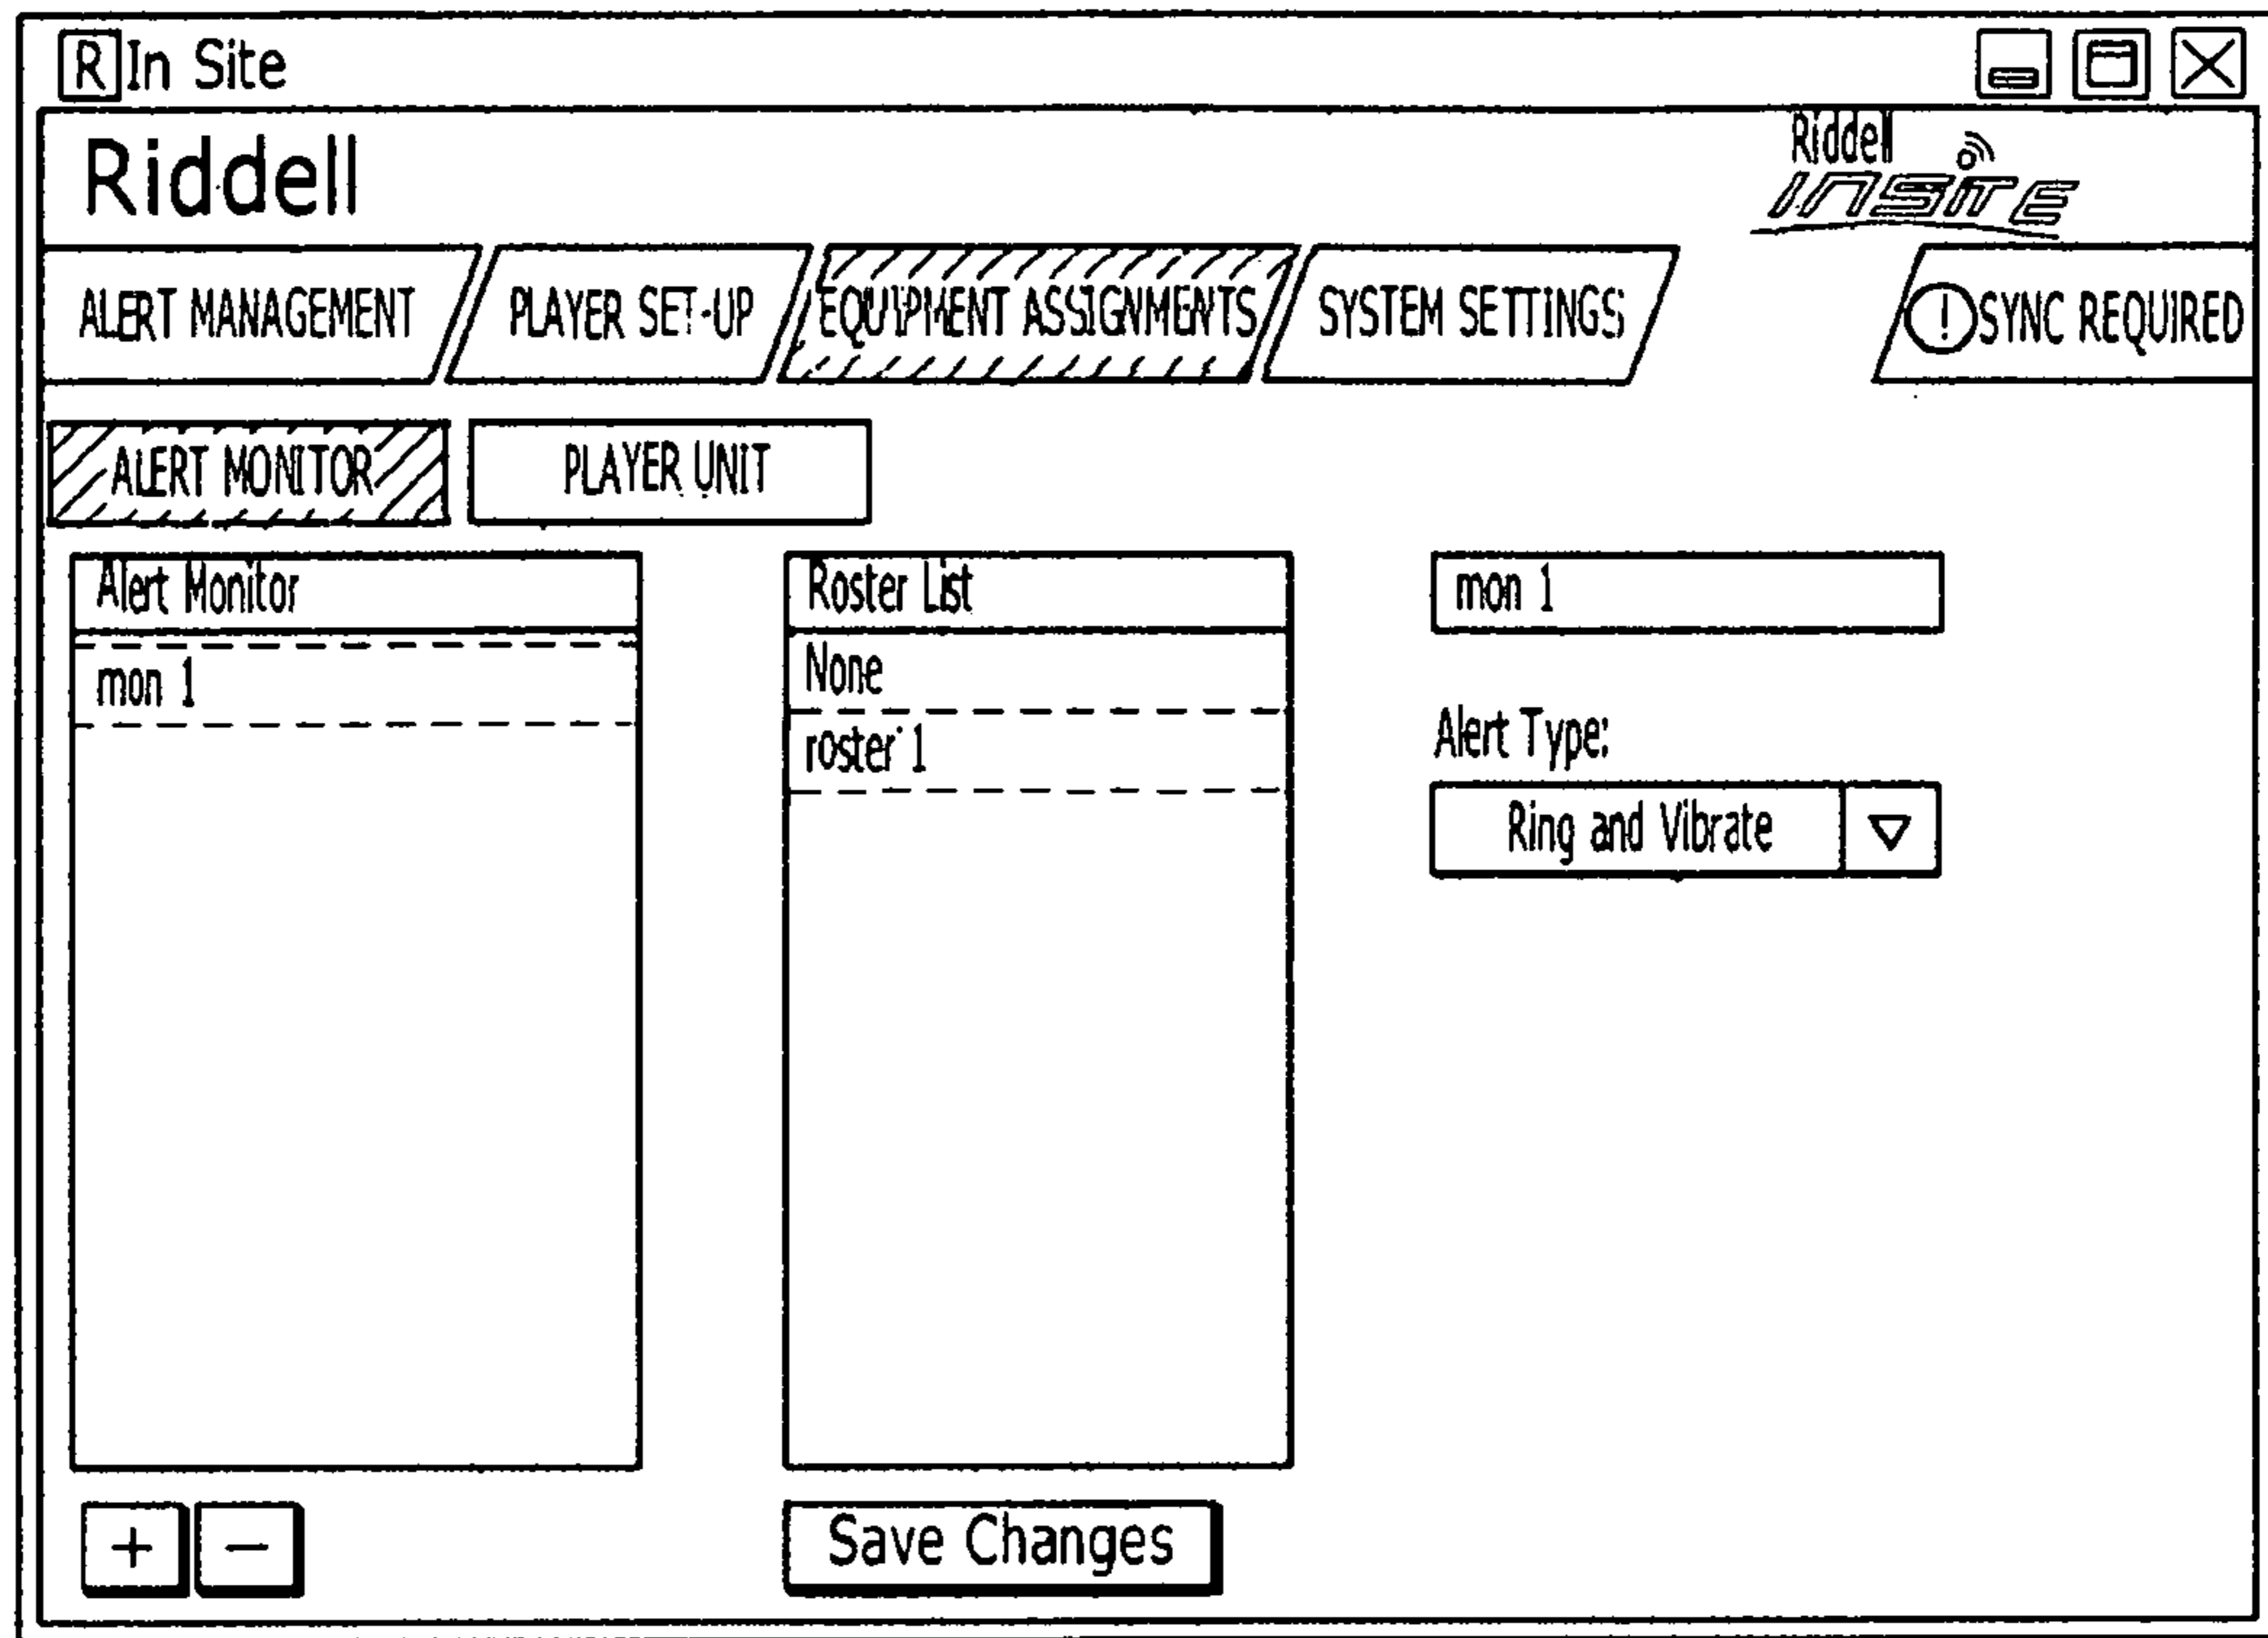 R In Site
Riddell
Riddell
INSITE
ALERT MANAGEMENT
PLAYER SET-UP
EQUIPMENT ASSIGNMENTS
SYSTEM SETTINGS
! SYNC REQUIRED
ALERT MONITOR
PLAYER UNIT
Alert Monitor
mon 1
Roster List
None
roster 1
mon 1
Alert Type:
Ring and Vibrate
+
−
Save Changes